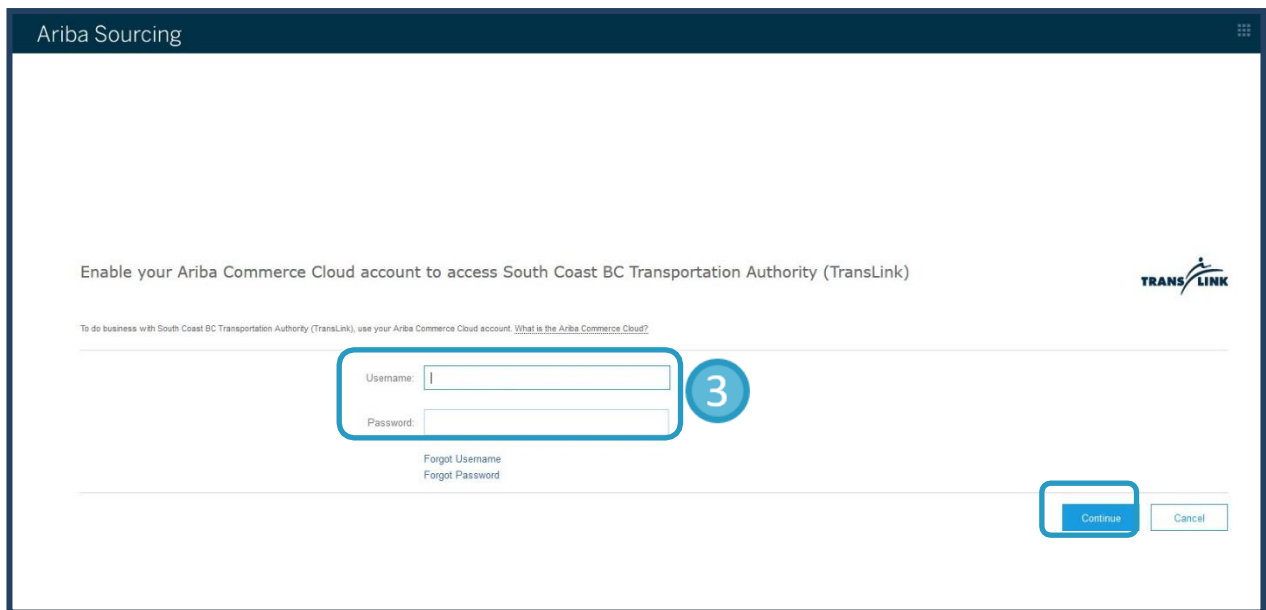 Ariba Sourcing
Enable your Ariba Commerce Cloud account to access South Coast BC Transportation Authority (TransLink)
TRANS LINK
To do business with South Coast BC Transportation Authority (TransLink), use your Ariba Commerce Cloud account. What is the Ariba Commerce Cloud?
Username:
3
Password:
Forgot Username
Forgot Password
Continue Cancel